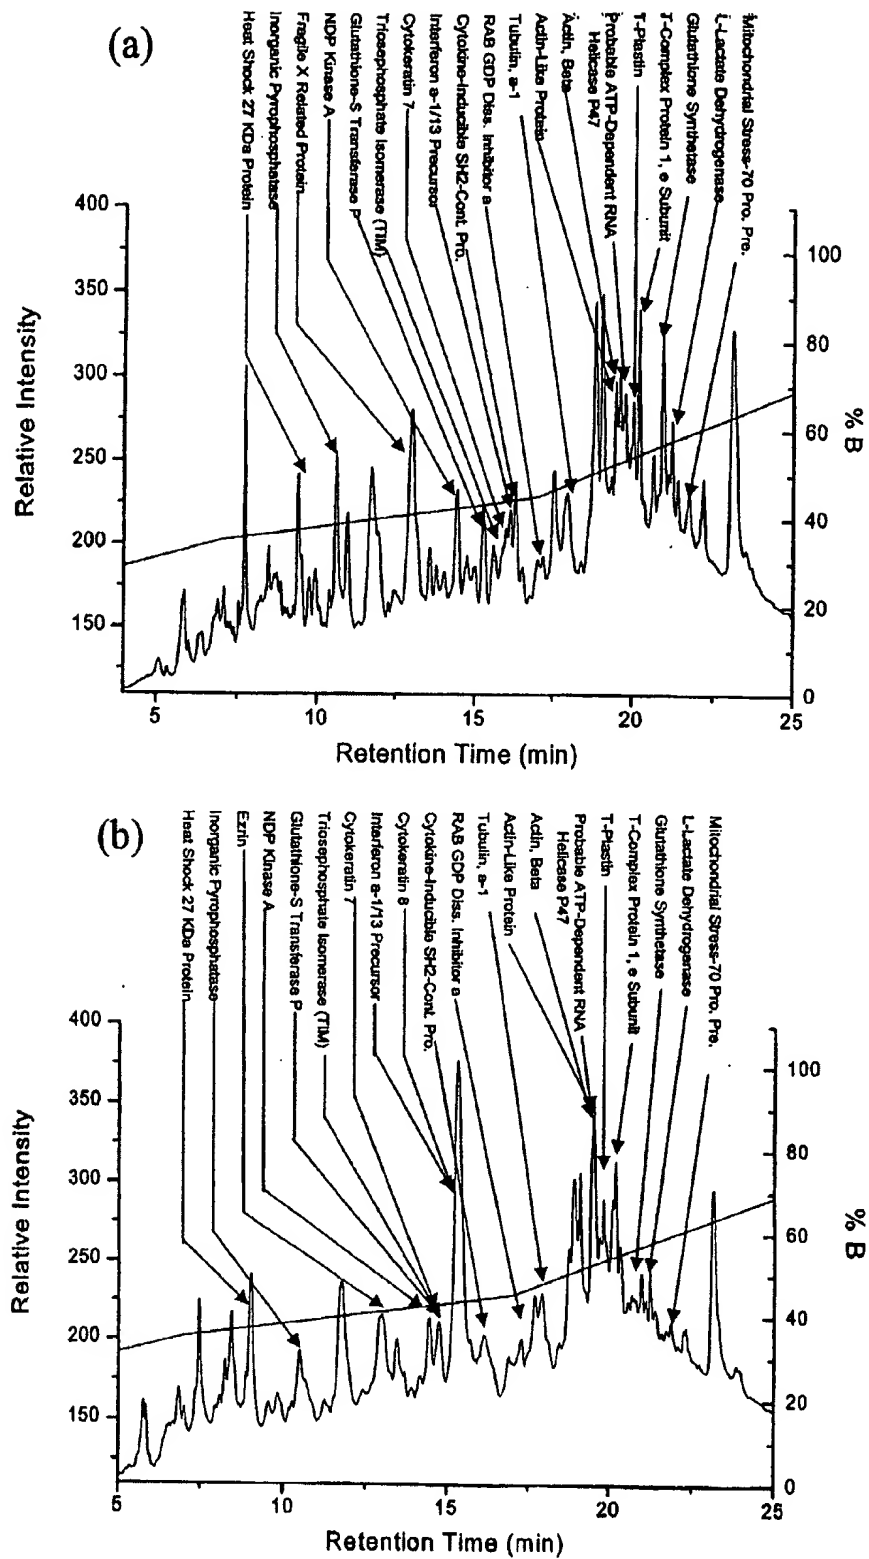 (a)
Heat Shock 27 KDa Protein
Inorganic Pyrophosphatase
Fragile X Related Protein
NDP Kinase A
Glutathione-S Transferase P
Triosephosphate Isomerase (TIM)
Cytokeratin 7
Interferon a-1/13 Precursor
Cytokine-Inducible SH2-Cont. Pro.
RAB GDP Diss. Inhibitor a
Tubulin, a-1
Actin-Like Protein
Actin, Beta
Probable ATP-Dependent RNA
Helicase P47
T-Plastin
T-Complex Protein 1, e Subunit
Glutathione Synthetase
L-Lactate Dehydrogenase
Mitochondrial Stress-70 Pro. Pre.
Relative Intensity
400
350
300
250
200
150
100
80
60
40
20
0
% B
5 10 15 20 25
Retention Time (min)
(b)
Heat Shock 27 KDa Protein
Inorganic Pyrophosphatase
Ezrin
NDP Kinase A
Glutathione-S Transferase P
Triosephosphate Isomerase (TIM)
Cytokeratin 7
Interferon a-1/13 Precursor
Cytokeratin 8
Cytokine-Inducible SH2-Cont. Pro.
RAB GDP Diss. Inhibitor a
Tubulin, a-1
Actin-Like Protein
Actin, Beta
Probable ATP-Dependent RNA
Helicase P47
T-Plastin
T-Complex Protein 1, e Subunit
Glutathione Synthetase
L-Lactate Dehydrogenase
Mitochondrial Stress-70 Pro. Pre.
Relative Intensity
400
350
300
250
200
150
100
80
60
40
20
0
% B
5 10 15 20 25
Retention Time (min)